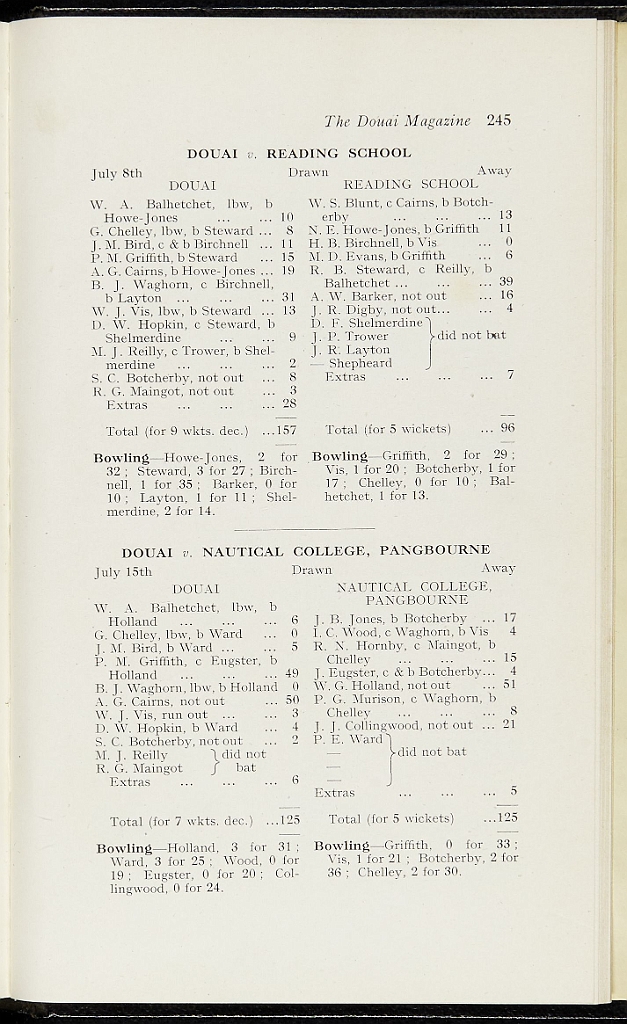 The Douai Magazine 245
DOUAI v. READING SCHOOL
July 8th Drawn Away
DOUAI
W. A. Balhetchet, lbw, b
Howe-Jones ... ... 10
G. Chelley, lbw, b Steward ... 8
J. M. Bird, c & b Birchnell ... 11
P. M. Griffith, b Steward ... 15
A. G. Cairns, b Howe-Jones ... 19
B. J. Waghorn, c Birchnell,
b Layton ... ... ... 31
W. J. Vis, lbw, b Steward ... 13
D. W. Hopkin, c Steward, b
Shelmerdine ... ... 9
M. J. Reilly, c Trower, b Shel-
merdine ... ... ... 2
S. C. Botcherby, not out ... 8
R. G. Maingot, not out ... 3
Extras ... ... ... 28
Total (for 9 wkts. dec.) ...157
Bowling—Howe-Jones, 2 for
32 ; Steward, 3 for 27 ; Birch-
nell, 1 for 35 ; Barker, 0 for
10 ; Layton, 1 for 11 ; Shel-
merdine, 2 for 14.
READING SCHOOL
W. S. Blunt, c Cairns, b Botch-
erby ... ... ... 13
N. E. Howe-Jones, b Griffith 11
H. B. Birchnell, b Vis ... 0
M. D. Evans, b Griffith ... 6
R. B. Steward, c Reilly, b
Balhetchet ... ... ... 39
A. W. Barker, not out ... 16
J. R. Digby, not out... ... 4
D. F. Shelmerdine
J. P. Trower did not bat
J. R. Layton
— Shepheard
Extras ... ... ... 7
Total (for 5 wickets) ... 96
Bowling—Griffith, 2 for 29 ;
Vis, 1 for 20 ; Botcherby, 1 for
17 ; Chelley, 0 for 10 ; Bal-
hetchet, 1 for 13.
DOUAI v. NAUTICAL COLLEGE, PANGBOURNE
July 15th Drawn Away
DOUAI
W. A. Balhetchet, lbw, b
Holland ... ... ... 6
G. Chelley, lbw, b Ward ... 0
J. M. Bird, b Ward ... ... 5
P. M. Griffith, c Eugster, b
Holland ... ... ... 49
B. J. Waghorn, lbw, b Holland 0
A. G. Cairns, not out ... 50
W. J. Vis, run out ... ... 3
D. W. Hopkin, b Ward ... 4
S. C. Botcherby, not out ... 2
M. J. Reilly did not
R. G. Maingot bat
Extras ... ... ... 6
Total (for 7 wkts. dec.) ...125
Bowling—Holland, 3 for 31 ;
Ward, 3 for 25 ; Wood, 0 for
19 ; Eugster, 0 for 20 ; Col-
lingwood, 0 for 24.
NAUTICAL COLLEGE,
PANGBOURNE
J. B. Jones, b Botcherby ... 17
I. C. Wood, c Waghorn, b Vis 4
R. N. Hornby, c Maingot, b
Chelley ... ... ... 15
J. Eugster, c & b Botcherby... 4
W. G. Holland, not out ... 51
P. G. Murison, c Waghorn, b
Chelley ... ... ... 8
J. J. Collingwood, not out ... 21
P. E. Ward
— did not bat
—
—
Extras ... ... ... 5
Total (for 5 wickets) ...125
Bowling—Griffith, 0 for 33 ;
Vis, 1 for 21 ; Botcherby, 2 for
36 ; Chelley, 2 for 30.